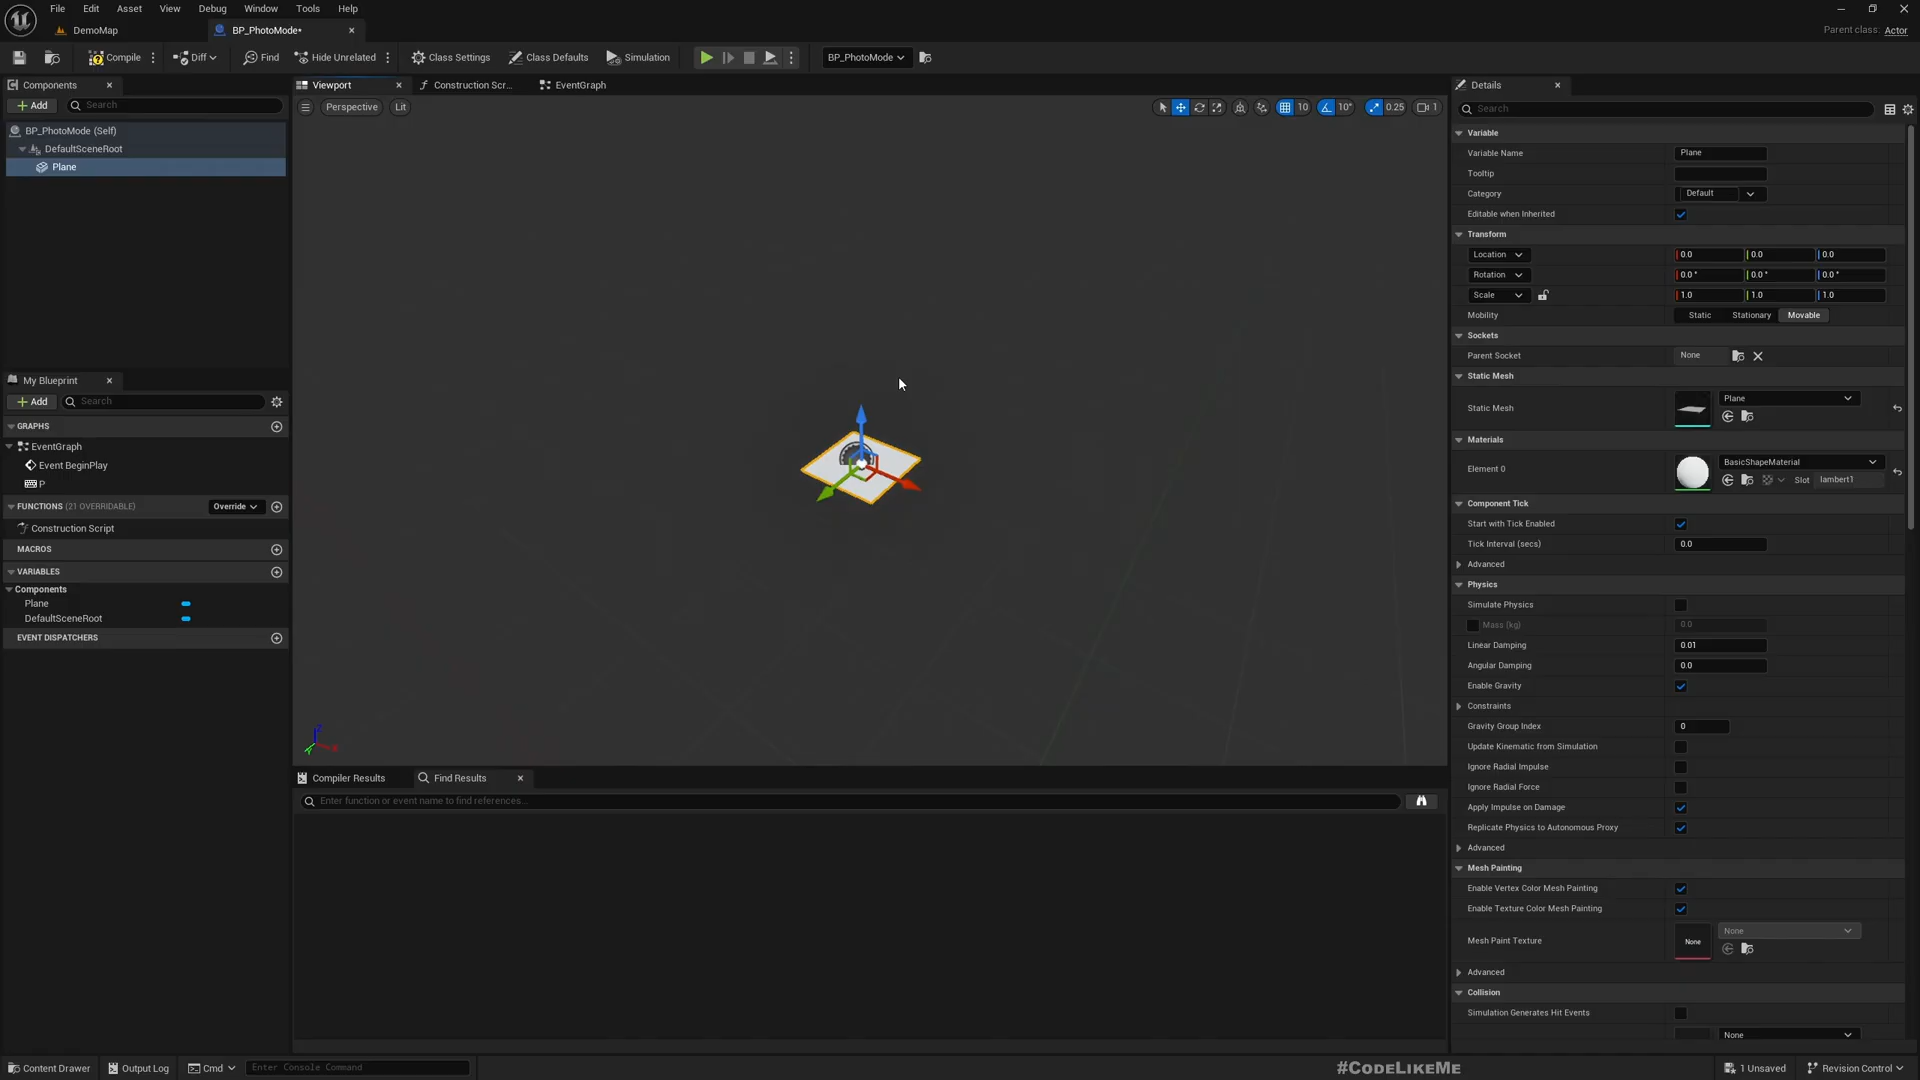 File Edit Asset View Debug Window Tools Help
DemoMap
BP_PhotoMode*
Parent class: Actor
Compile
Diff
Find
Hide Unrelated
Class Settings
Class Defaults
Simulation
BP_PhotoMode
Components
Add
Search
BP_PhotoMode (Self)
DefaultSceneRoot
Plane
My Blueprint
Add
Search
GRAPHS
EventGraph
Event BeginPlay
P
FUNCTIONS (21 OVERRIDABLE)
Override
Construction Script
MACROS
VARIABLES
Components
Plane
DefaultSceneRoot
EVENT DISPATCHERS
Viewport
Construction Scr...
EventGraph
Perspective
Lit
10
10°
0.25
1
Compiler Results
Find Results
Enter function or event name to find references...
Details
Search
Variable
Variable Name
Plane
Tooltip
Category
Default
Editable when Inherited
Transform
Location
0.0 0.0 0.0
Rotation
0.0 ° 0.0 ° 0.0 °
Scale
1.0 1.0 1.0
Mobility
Static Stationary Movable
Sockets
Parent Socket
None
Static Mesh
Static Mesh
Plane
Materials
Element 0
BasicShapeMaterial
Slot lambert1
Component Tick
Start with Tick Enabled
Tick Interval (secs)
0.0
Advanced
Physics
Simulate Physics
Mass (kg)
0.0
Linear Damping
0.01
Angular Damping
0.0
Enable Gravity
Constraints
Gravity Group Index
0
Update Kinematic from Simulation
Ignore Radial Impulse
Ignore Radial Force
Apply Impulse on Damage
Replicate Physics to Autonomous Proxy
Advanced
Mesh Painting
Enable Vertex Color Mesh Painting
Enable Texture Color Mesh Painting
Mesh Paint Texture
None
None
Advanced
Collision
Simulation Generates Hit Events
None
Content Drawer
Output Log
Cmd
Enter Console Command
#CodeLikeMe
1 Unsaved
Revision Control